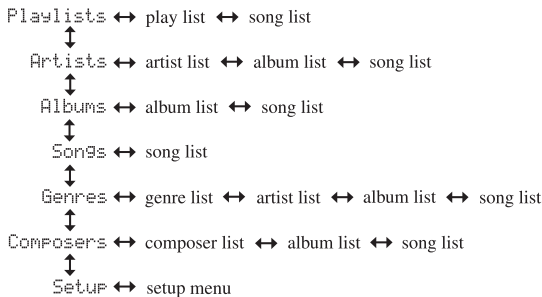 Playlists ↔ play list ↔ song list
Artists ↔ artist list ↔ album list ↔ song list
Albums ↔ album list ↔ song list
Songs ↔ song list
Genres ↔ genre list ↔ artist list ↔ album list ↔ song list
Composers ↔ composer list ↔ album list ↔ song list
Setup ↔ setup menu